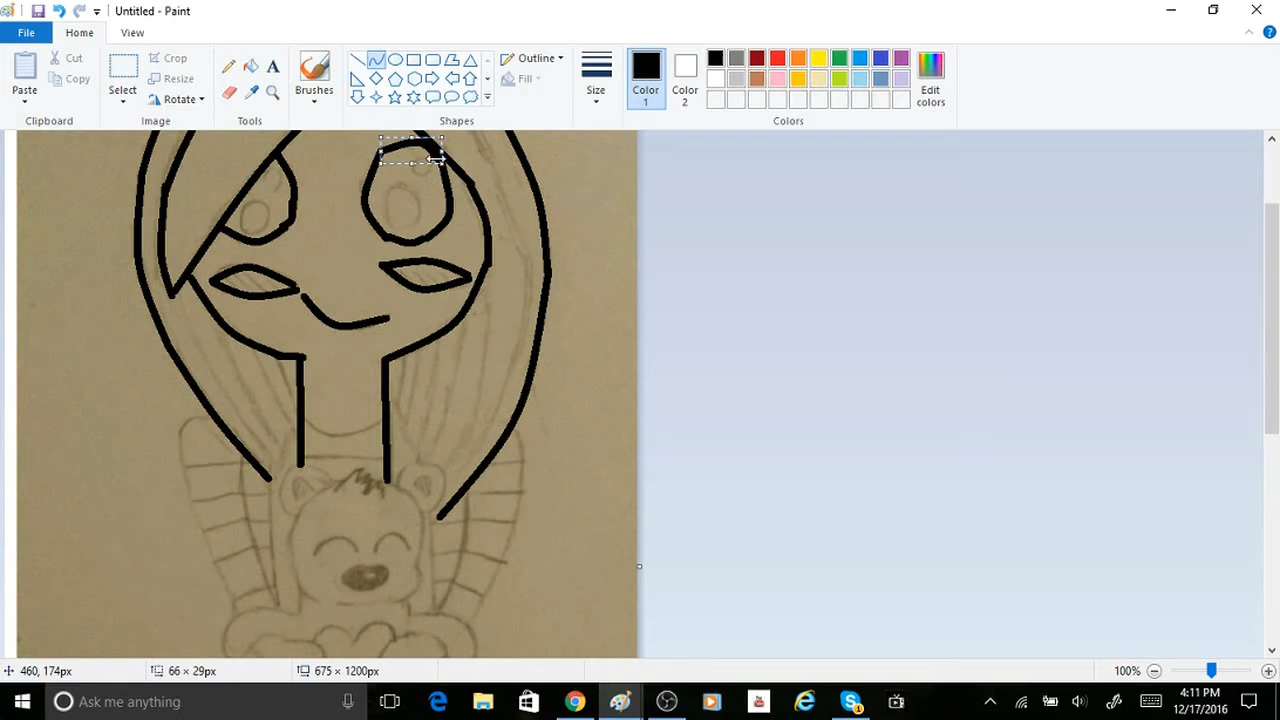 Untitled - Paint
File Home View
Paste
Cut
Copy
Clipboard
Select
Crop
Resize
Rotate
Image
A
Tools
Brushes
Outline
Fill
Shapes
Size
Color 1
Color 2
Edit colors
Colors
460, 174px
66 × 29px
675 × 1200px
100%
Ask me anything
4:11 PM
12/17/2016